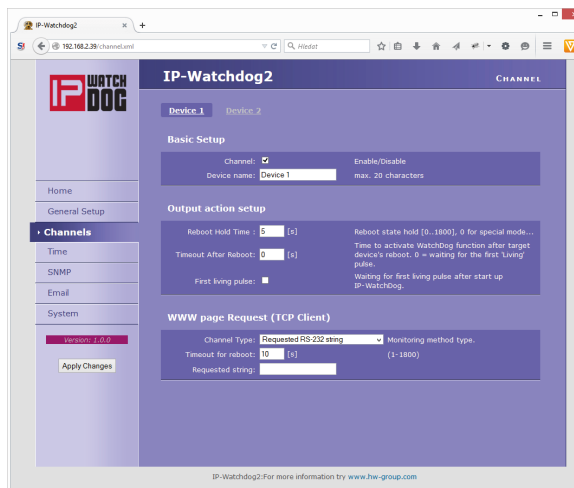 IP-Watchdog2
192.168.2.39/channel.xml
Hledat
IP WATCH DOG
IP-Watchdog2
CHANNEL
Device 1
Device 2
Basic Setup
Channel:
Enable/Disable
Device name: Device 1
max. 20 characters
Home
General Setup
Channels
Time
SNMP
Email
System
Version: 1.0.0
Apply Changes
Output action setup
Reboot Hold Time : 5 [s]
Reboot state hold [0..1800], 0 for special mode...
Timeout After Reboot: 0 [s]
Time to activate WatchDog function after target
device's reboot. 0 = waiting for the first 'Living'
pulse.
First living pulse:
Waiting for first living pulse after start up
IP-WatchDog.
WWW page Request (TCP Client)
Channel Type: Requested RS-232 string
Monitoring method type.
Timeout for reboot: 10 [s]
(1-1800)
Requested string:
IP-Watchdog2:For more information try www.hw-group.com